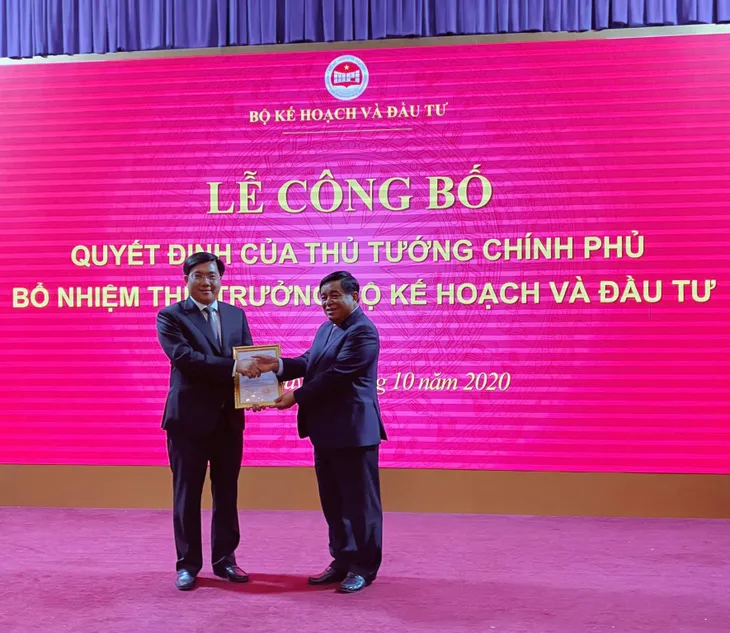 BỘ KẾ HOẠCH VÀ ĐẦU TƯ
LỄ CÔNG BỐ
QUYẾT ĐỊNH CỦA THỦ TƯỚNG CHÍNH PHỦ
BỔ NHIỆM TRƯỞNG KẾ HOẠCH VÀ ĐẦU TƯ
10 năm 2020